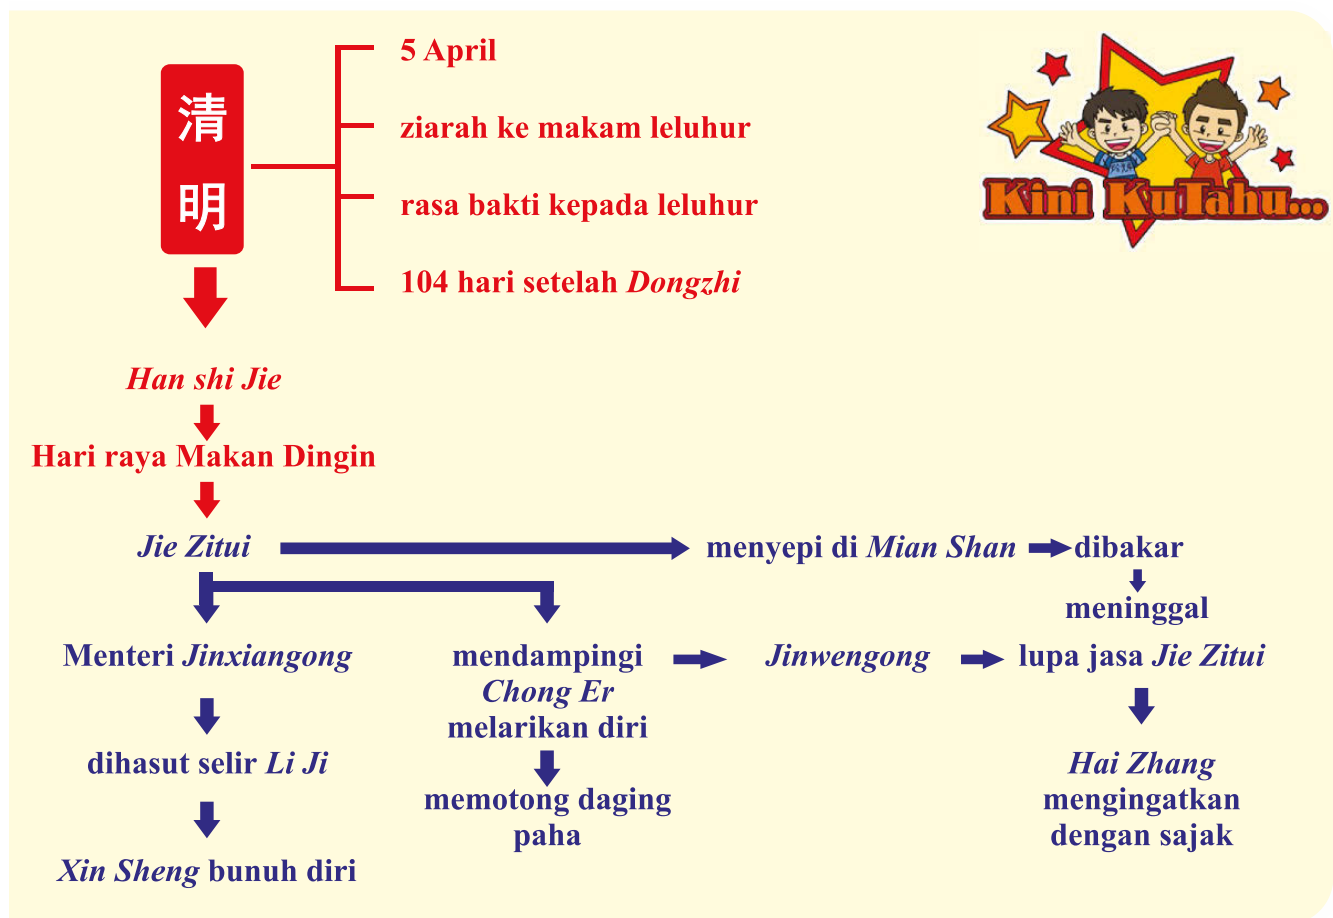 清
明
5 April
ziarah ke makam leluhur
rasa bakti kepada leluhur
104 hari setelah Dongzhi
Kini KuTahu...
Han shi Jie
Hari raya Makan Dingin
Jie Zitui
menyepi di Mian Shan
dibakar
meninggal
Menteri Jinxiangong
dihasut selir Li Ji
Xin Sheng bunuh diri
mendampingi
Chong Er
melarikan diri
memotong daging
paha
Jinwengong
lupa jasa Jie Zitui
Hai Zhang
mengingatkan
dengan sajak